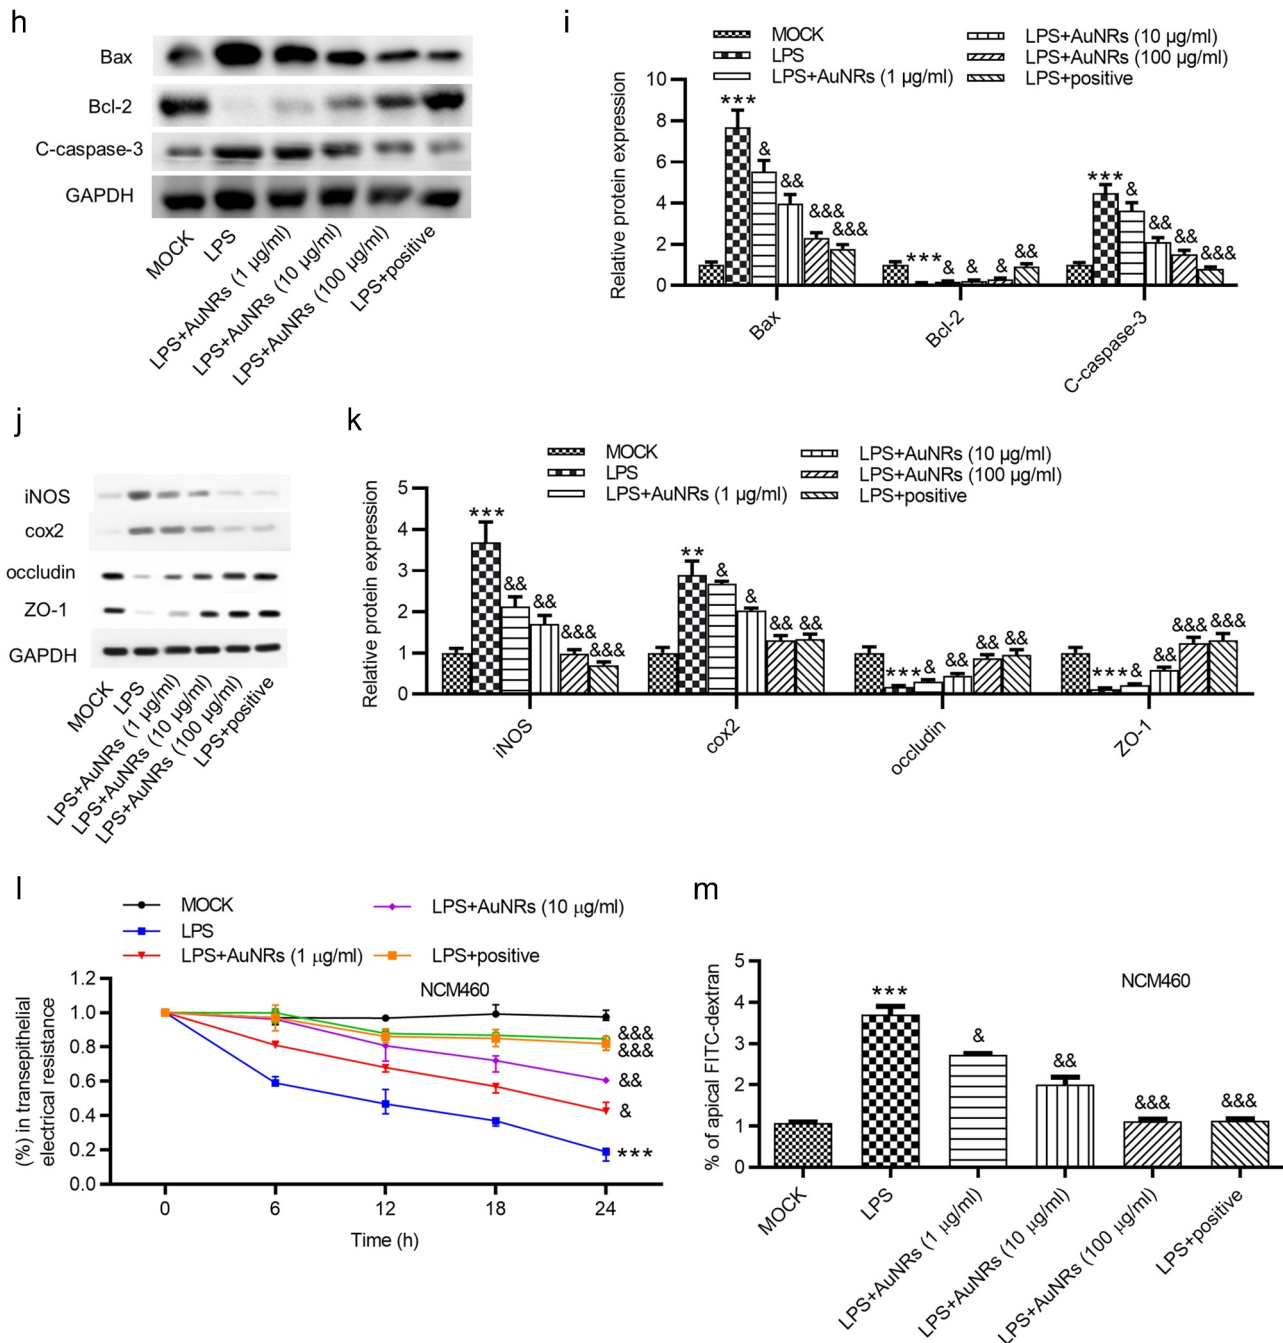 h
Bax
Bcl-2
C-caspase-3
GAPDH
MOCK
LPS
LPS+AuNRs (1 μg/ml)
LPS+AuNRs (10 μg/ml)
LPS+AuNRs (100 μg/ml)
LPS+positive
i
MOCK
LPS
LPS+AuNRs (1 μg/ml)
LPS+AuNRs (10 μg/ml)
LPS+AuNRs (100 μg/ml)
LPS+positive
Relative protein expression
10
8
6
4
2
0
***
&
&&
&&&
&&&
***
&
&
&
&&
***
&
&&
&&
&&&
Bax
Bcl-2
C-caspase-3
j
iNOS
cox2
occludin
ZO-1
GAPDH
MOCK
LPS
LPS+AuNRs (1 μg/ml)
LPS+AuNRs (10 μg/ml)
LPS+AuNRs (100 μg/ml)
LPS+positive
k
MOCK
LPS
LPS+AuNRs (1 μg/ml)
LPS+AuNRs (10 μg/ml)
LPS+AuNRs (100 μg/ml)
LPS+positive
Relative protein expression
5
4
3
2
1
0
***
&&
&&
&&&
&&&
**
&
&
&&
&&
***
&
&&
&&
&&
***
&
&&
&&&
&&&
iNOS
cox2
occludin
ZO-1
l
MOCK
LPS
LPS+AuNRs (1 μg/ml)
LPS+AuNRs (10 μg/ml)
LPS+positive
NCM460
(%) in transepithelial
electrical resistance
1.2
1.0
0.8
0.6
0.4
0.2
0.0
&&&
&&&
&&
&
***
0
6
12
18
24
Time (h)
m
NCM460
% of apical FITC-dextran
5
4
3
2
1
0
***
&
&&
&&&
&&&
MOCK
LPS
LPS+AuNRs (1 μg/ml)
LPS+AuNRs (10 μg/ml)
LPS+AuNRs (100 μg/ml)
LPS+positive